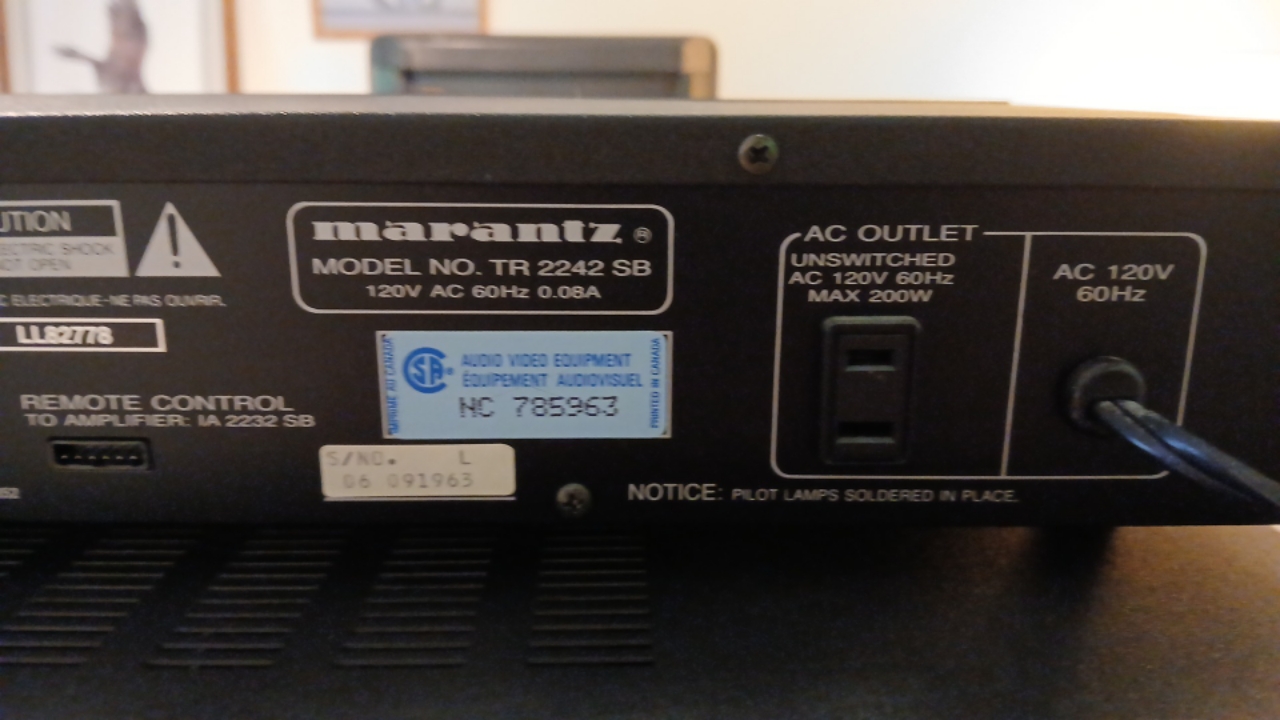 UTION
ECTRIC SHOCK
NOT OPEN
C ELECTRIQUE-NE PAS OUVRIR.
LL82778
REMOTE CONTROL
TO AMPLIFIER: IA 2232 SB
marantz ®
MODEL NO. TR 2242 SB
120V AC 60Hz 0.08A
IMPRIME AU CANADA
CSA® AUDIO VIDEO EQUIPMENT
ÉQUIPEMENT AUDIOVISUEL
NC 785963
PRINTED IN CANADA
S/NO. L
06 091963
AC OUTLET
UNSWITCHED
AC 120V 60Hz
MAX 200W
AC 120V
60Hz
NOTICE: PILOT LAMPS SOLDERED IN PLACE.